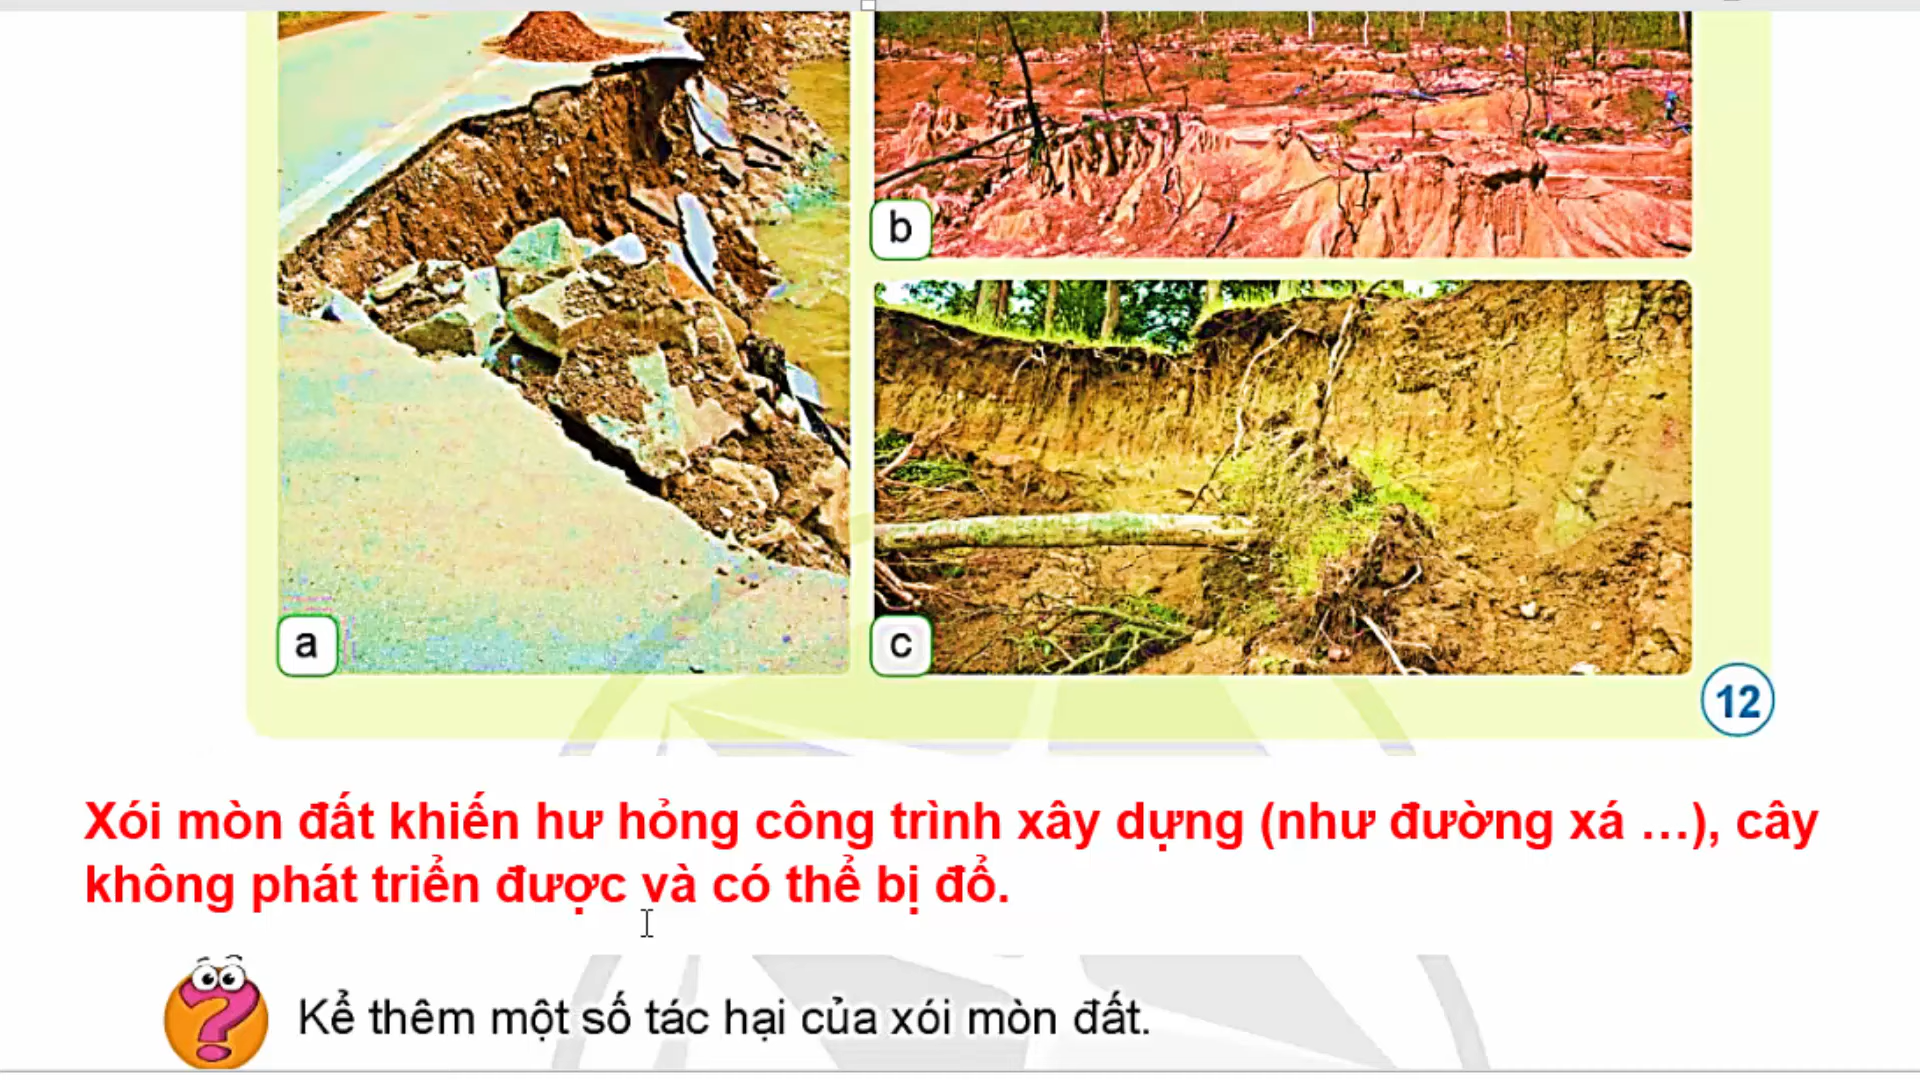 b
a
c
12
Xói mòn đất khiến hư hỏng công trình xây dựng (như đường xá ...), cây
không phát triển được và có thể bị đổ.
Kể thêm một số tác hại của xói mòn đất.